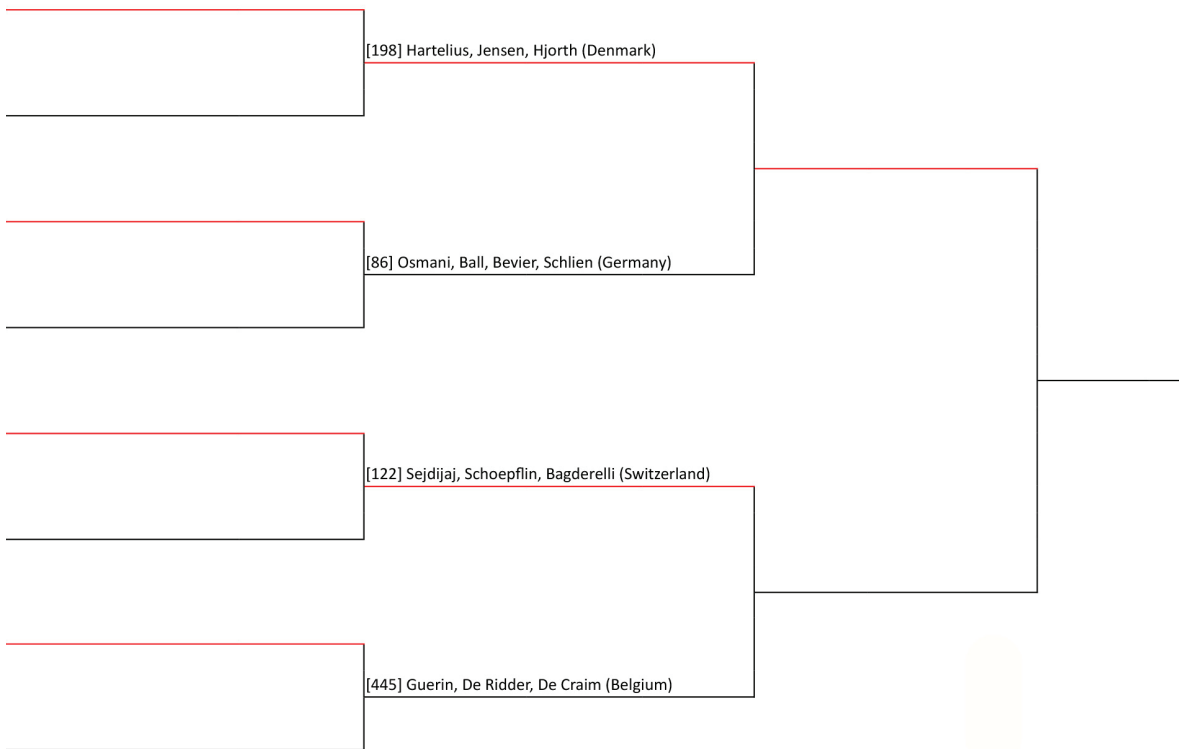 [198] Hartelius, Jensen, Hjorth (Denmark)
[86] Osmani, Ball, Bevier, Schlien (Germany)
[122] Sejdijaj, Schoepflin, Bagderelli (Switzerland)
[445] Guerin, De Ridder, De Craim (Belgium)